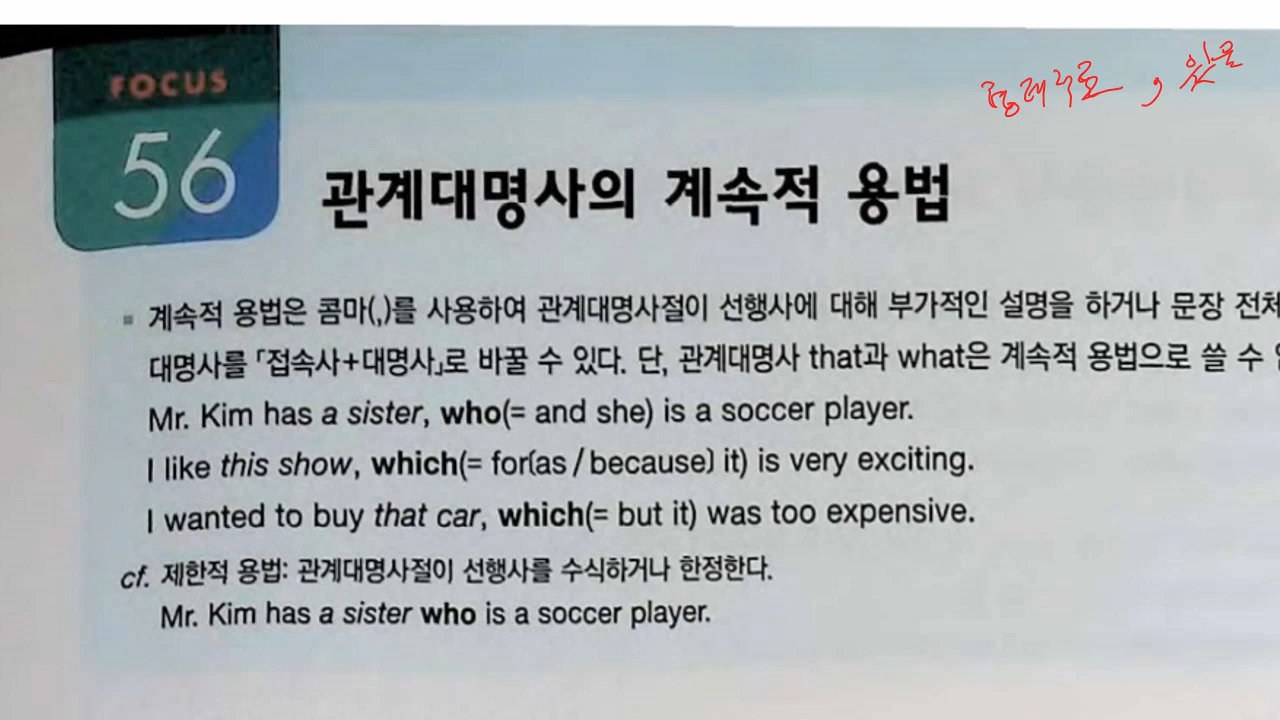 FOCUS
56
형태구로 , 있음
관계대명사의 계속적 용법
계속적 용법은 콤마(,)를 사용하여 관계대명사절이 선행사에 대해 부가적인 설명을 하거나 문장 전체
대명사를 「접속사+대명사」로 바꿀 수 있다. 단, 관계대명사 that과 what은 계속적 용법으로 쓸 수
Mr. Kim has a sister, who(= and she) is a soccer player.
I like this show, which(= for(as / because) it) is very exciting.
I wanted to buy that car, which(= but it) was too expensive.
cf. 제한적 용법: 관계대명사절이 선행사를 수식하거나 한정한다.
Mr. Kim has a sister who is a soccer player.